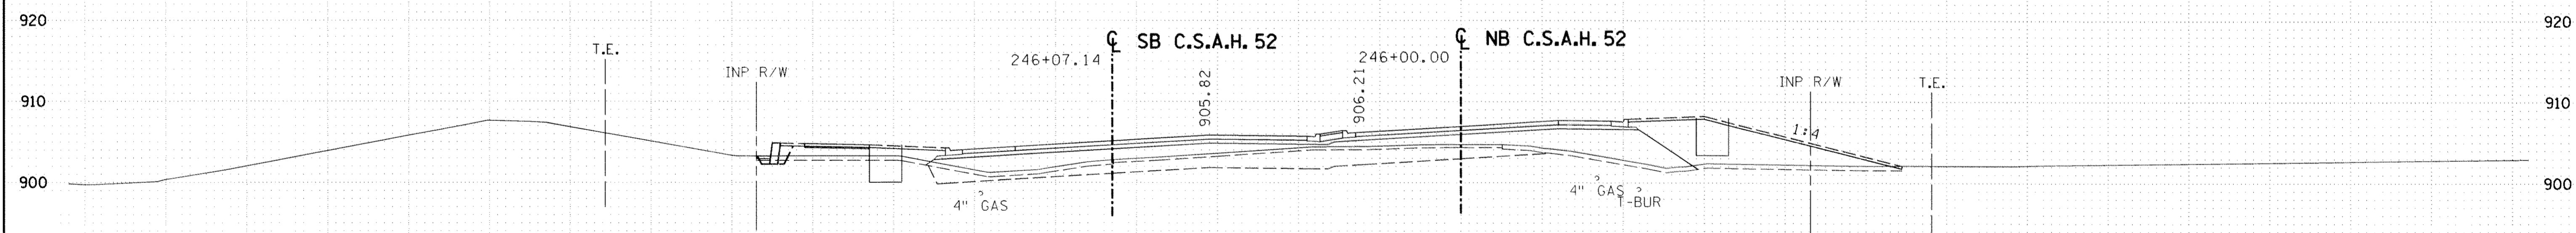 920
920
T.E.
INP R/W
246+07.14
℄ SB C.S.A.H. 52
905.82
906.21
246+00.00
℄ NB C.S.A.H. 52
INP R/W
T.E.
910
910
1:4
900
900
4" GAS
4" GAS
T-BUR